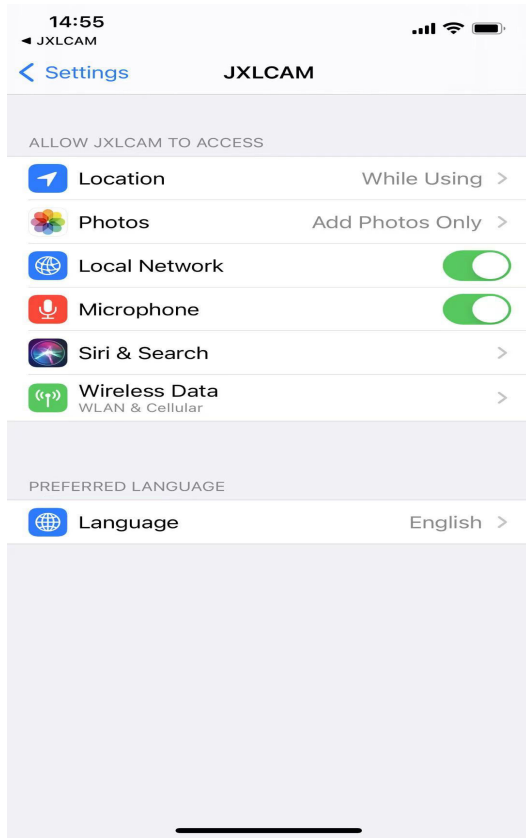 14:55
◄ JXLCAM
Settings
JXLCAM
ALLOW JXLCAM TO ACCESS
Location While Using
Photos Add Photos Only
Local Network
Microphone
Siri & Search
Wireless Data
WLAN & Cellular
PREFERRED LANGUAGE
Language English